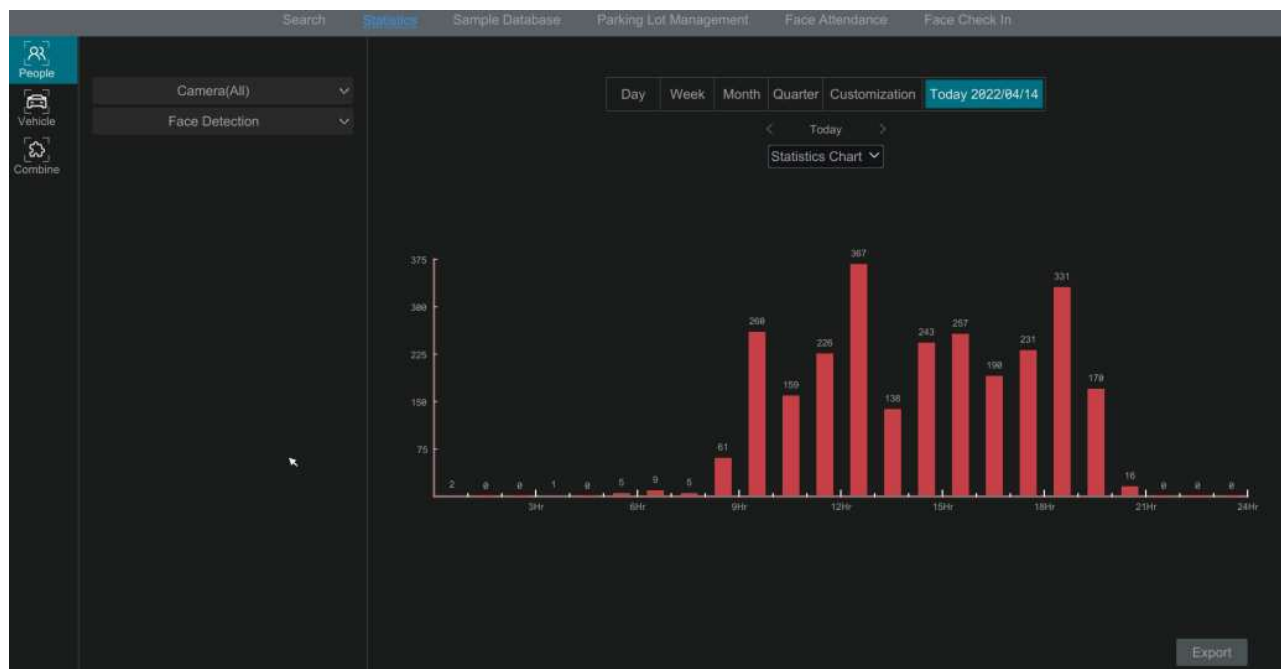 Search Statistics Sample Database Parking Lot Management Face Attendance Face Check In
People
Vehicle
Combine
Camera(All)
Face Detection
Day Week Month Quarter Customization Today 2022/04/14
< Today >
Statistics Chart
375
300
225
150
75
2 0 0 1 0 5 9 5 61 260 159 226 367 138 243 257 190 231 331 170 16 0 0 0
3Hr 6Hr 9Hr 12Hr 15Hr 18Hr 21Hr 24Hr
Export